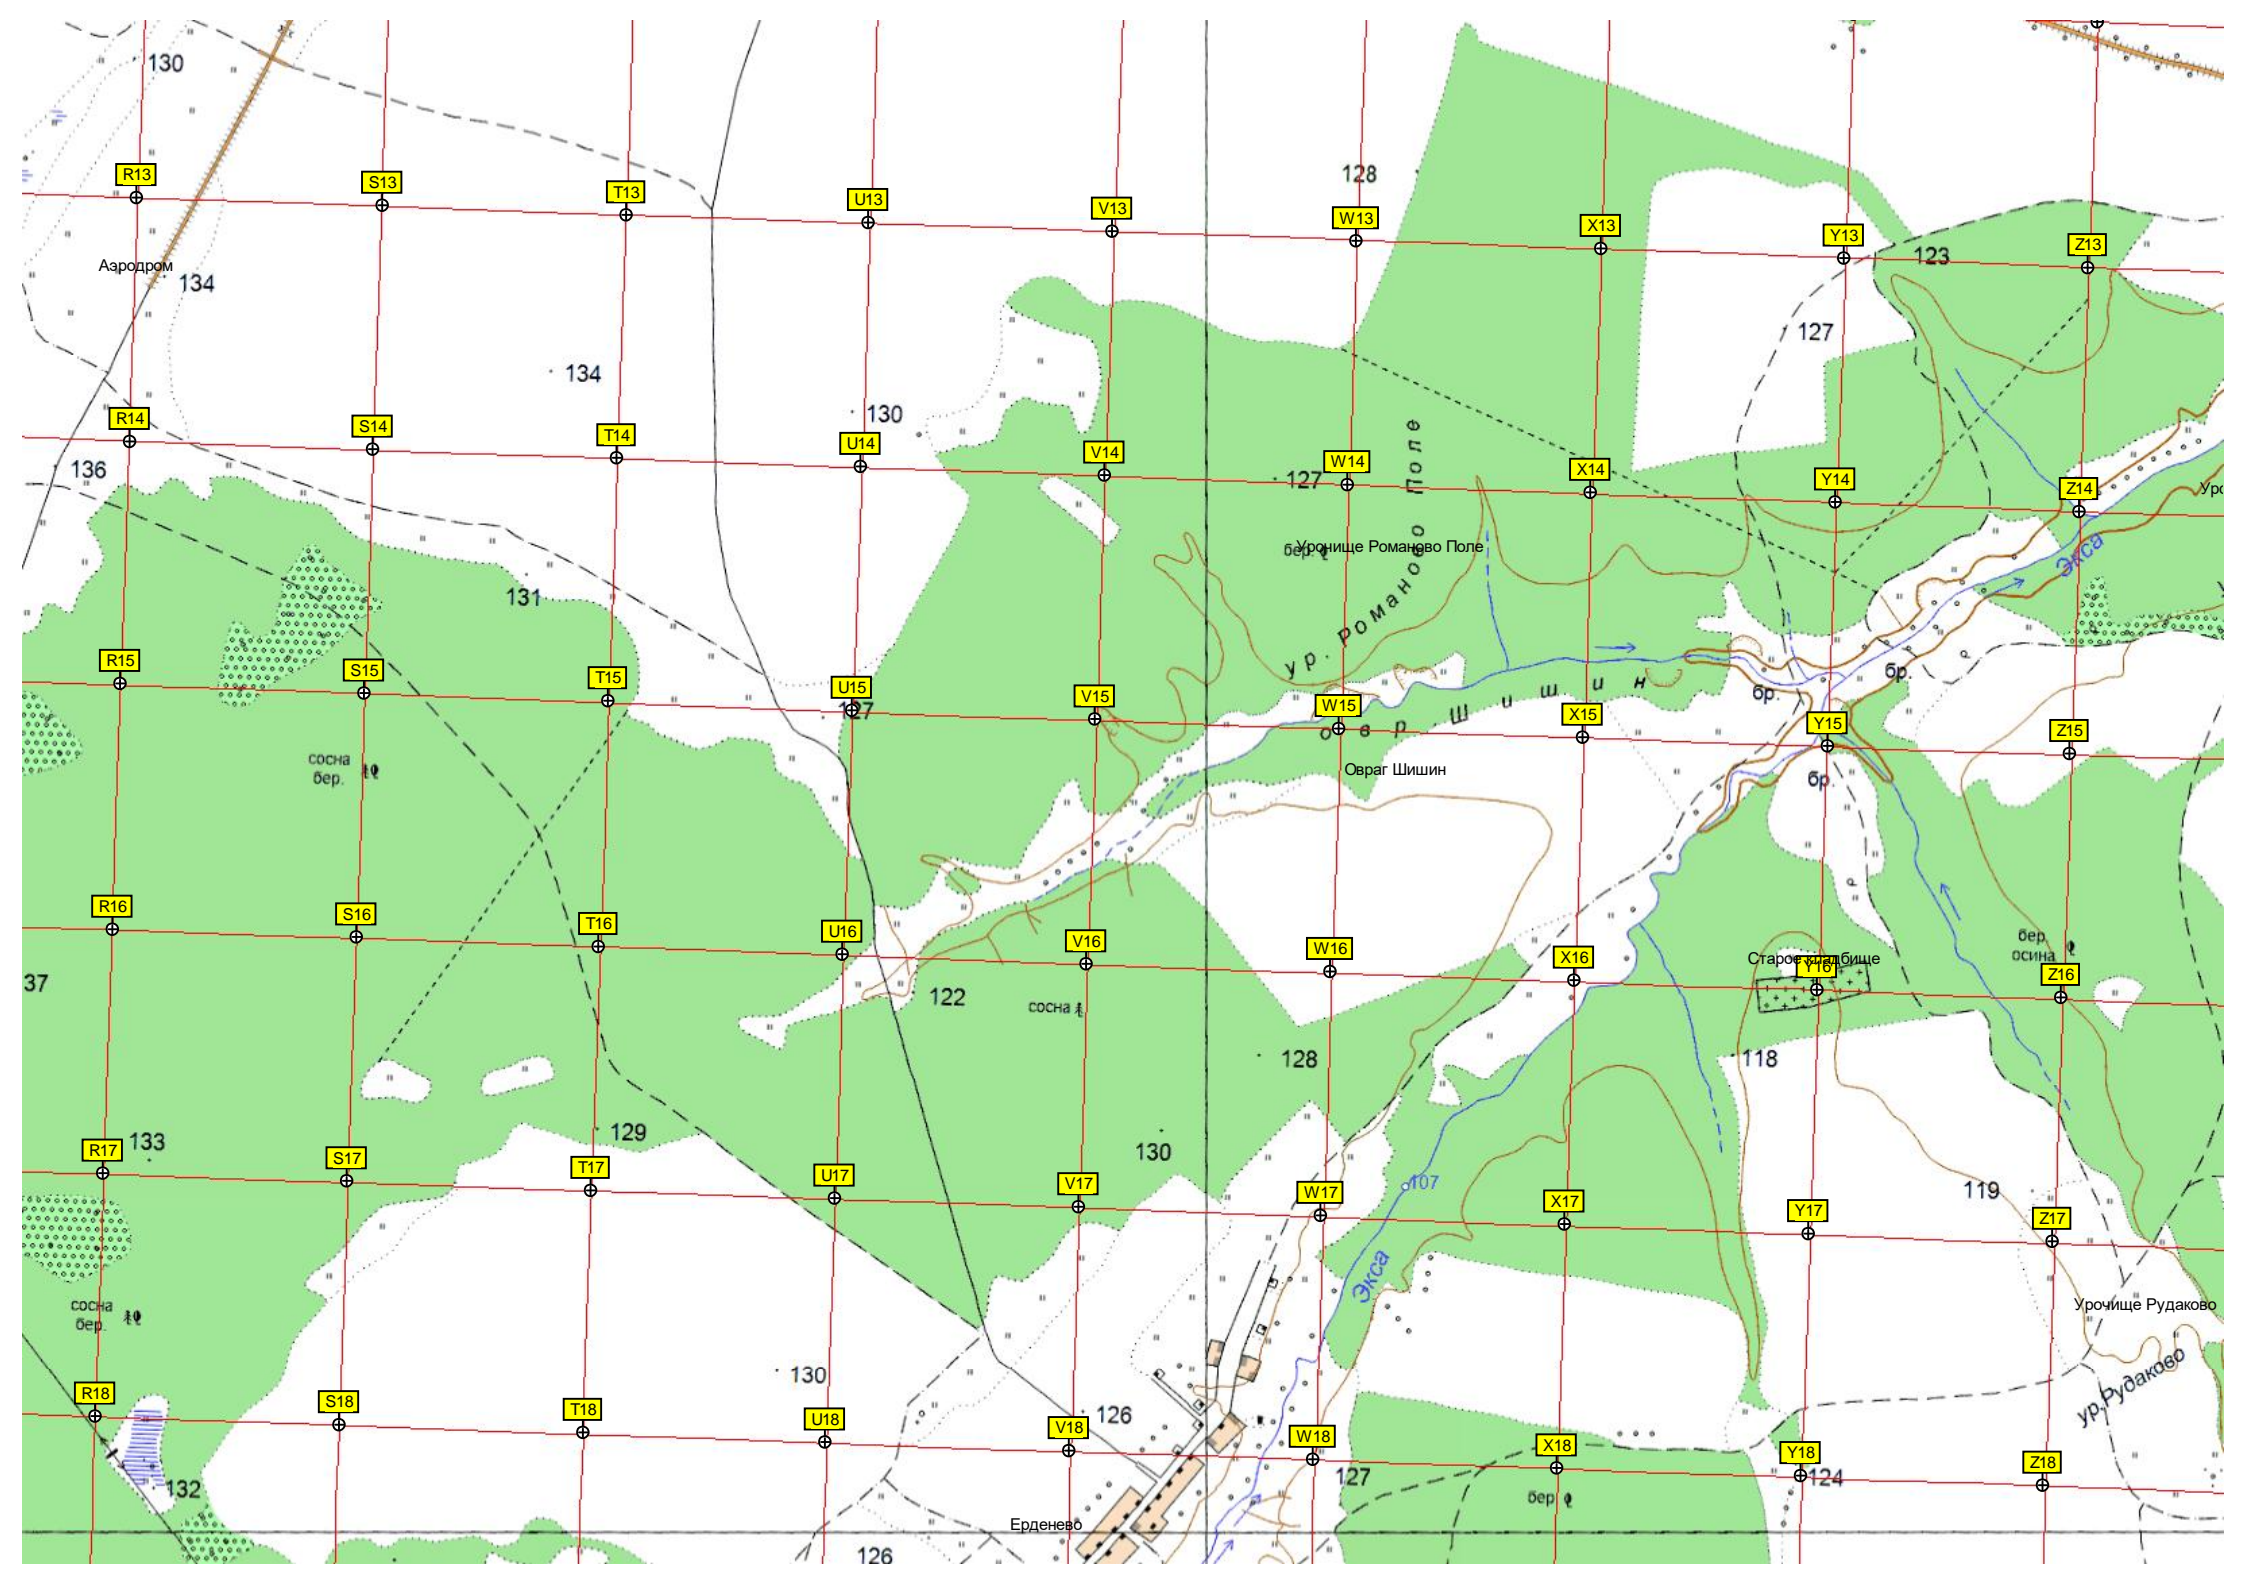 130
R13
S13
T13
U13
V13
128
W13
X13
Y13
Z13
123
Аэродром
134
127
134
130
R14
S14
T14
U14
V14
127
W14
X14
Y14
Z14
136
бер.
Урочище Романово Поле
ур. Романово Поле
Экса
131
R15
S15
T15
U15
127
V15
W15
X15
Y15
Z15
овр. Шишин
бр.
бр.
бр.
сосна
бер.
Овраг Шишин
R16
S16
T16
U16
V16
W16
X16
Старое кладбище
Y16
Z16
бер.
осина
р
р
37
122
сосна
128
118
133
129
130
R17
S17
T17
U17
V17
W17
107
X17
Y17
119
Z17
Экса
сосна
бер.
Урочище Рудаково
ур.Рудаково
130
R18
S18
T18
U18
126
V18
W18
127
X18
Y18
124
Z18
132
бер.
Ерденево
126